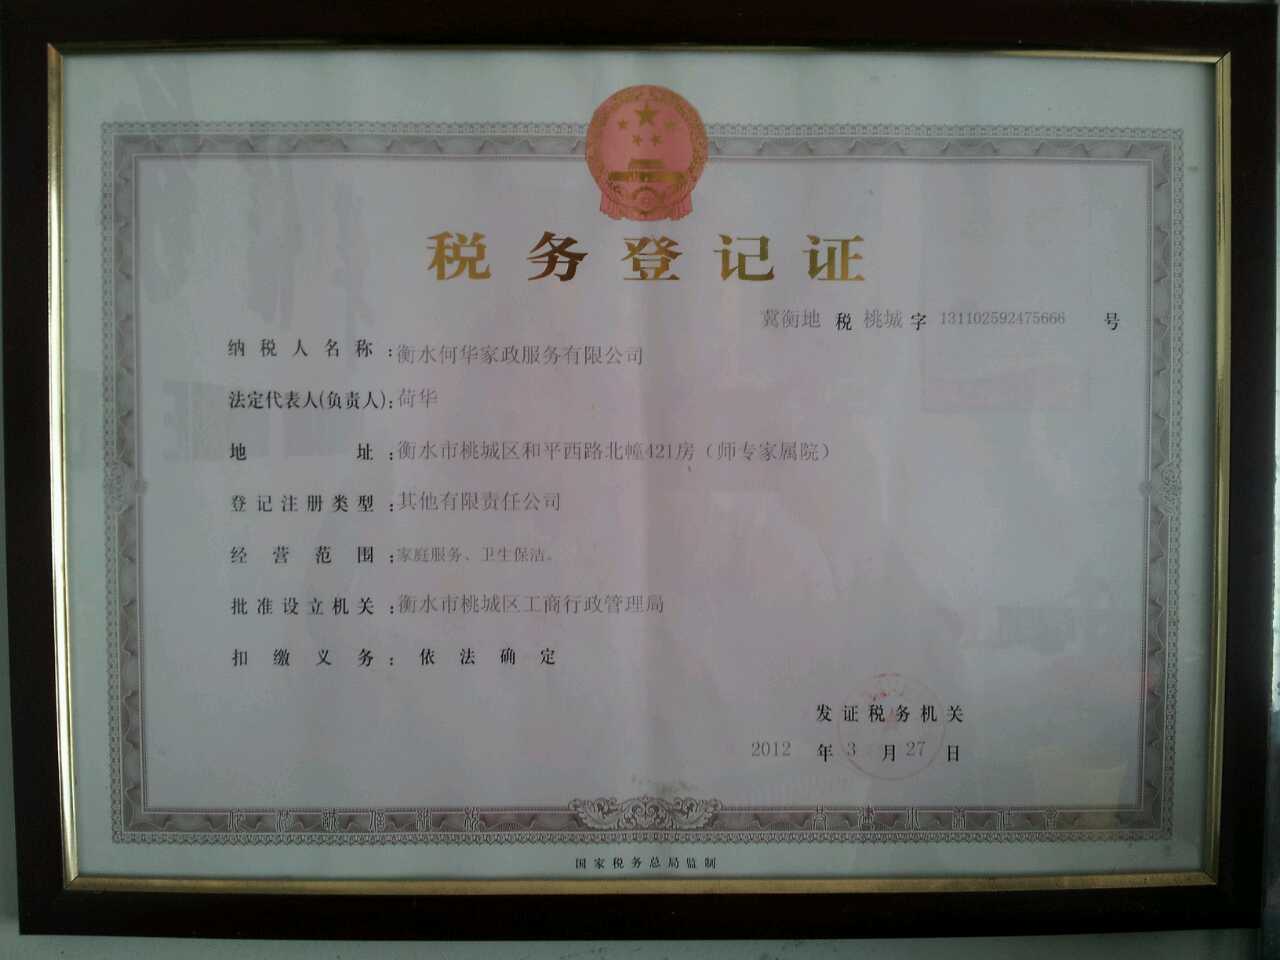 税务登记证
冀衡地 税 桃城 字 131102592475666 号
纳税人名称：衡水何华家政服务有限公司
法定代表人(负责人)：荷华
地址：衡水市桃城区和平西路北幢421房（师专家属院）
登记注册类型：其他有限责任公司
经营范围：家庭服务、卫生保洁。
批准设立机关：衡水市桃城区工商行政管理局
扣缴义务：依法确定
发证税务机关
2012 年 3 月 27 日
国家税务总局监制